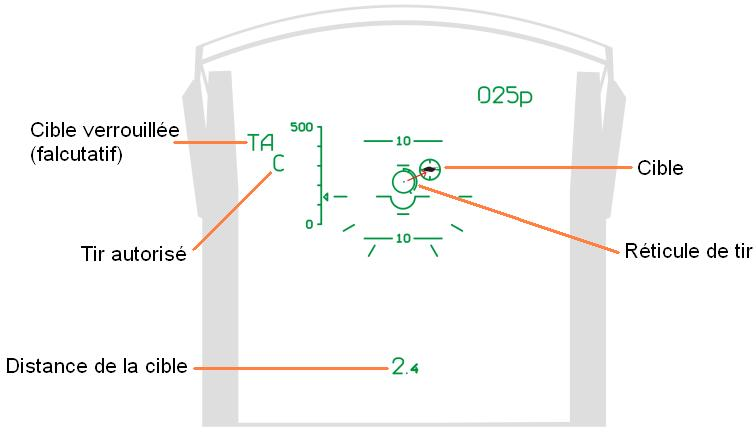 025p
Cible verrouillée
(falcutatif)
TA
C
500
10
Cible
0
10
Tir autorisé
Réticule de tir
Distance de la cible
2.4